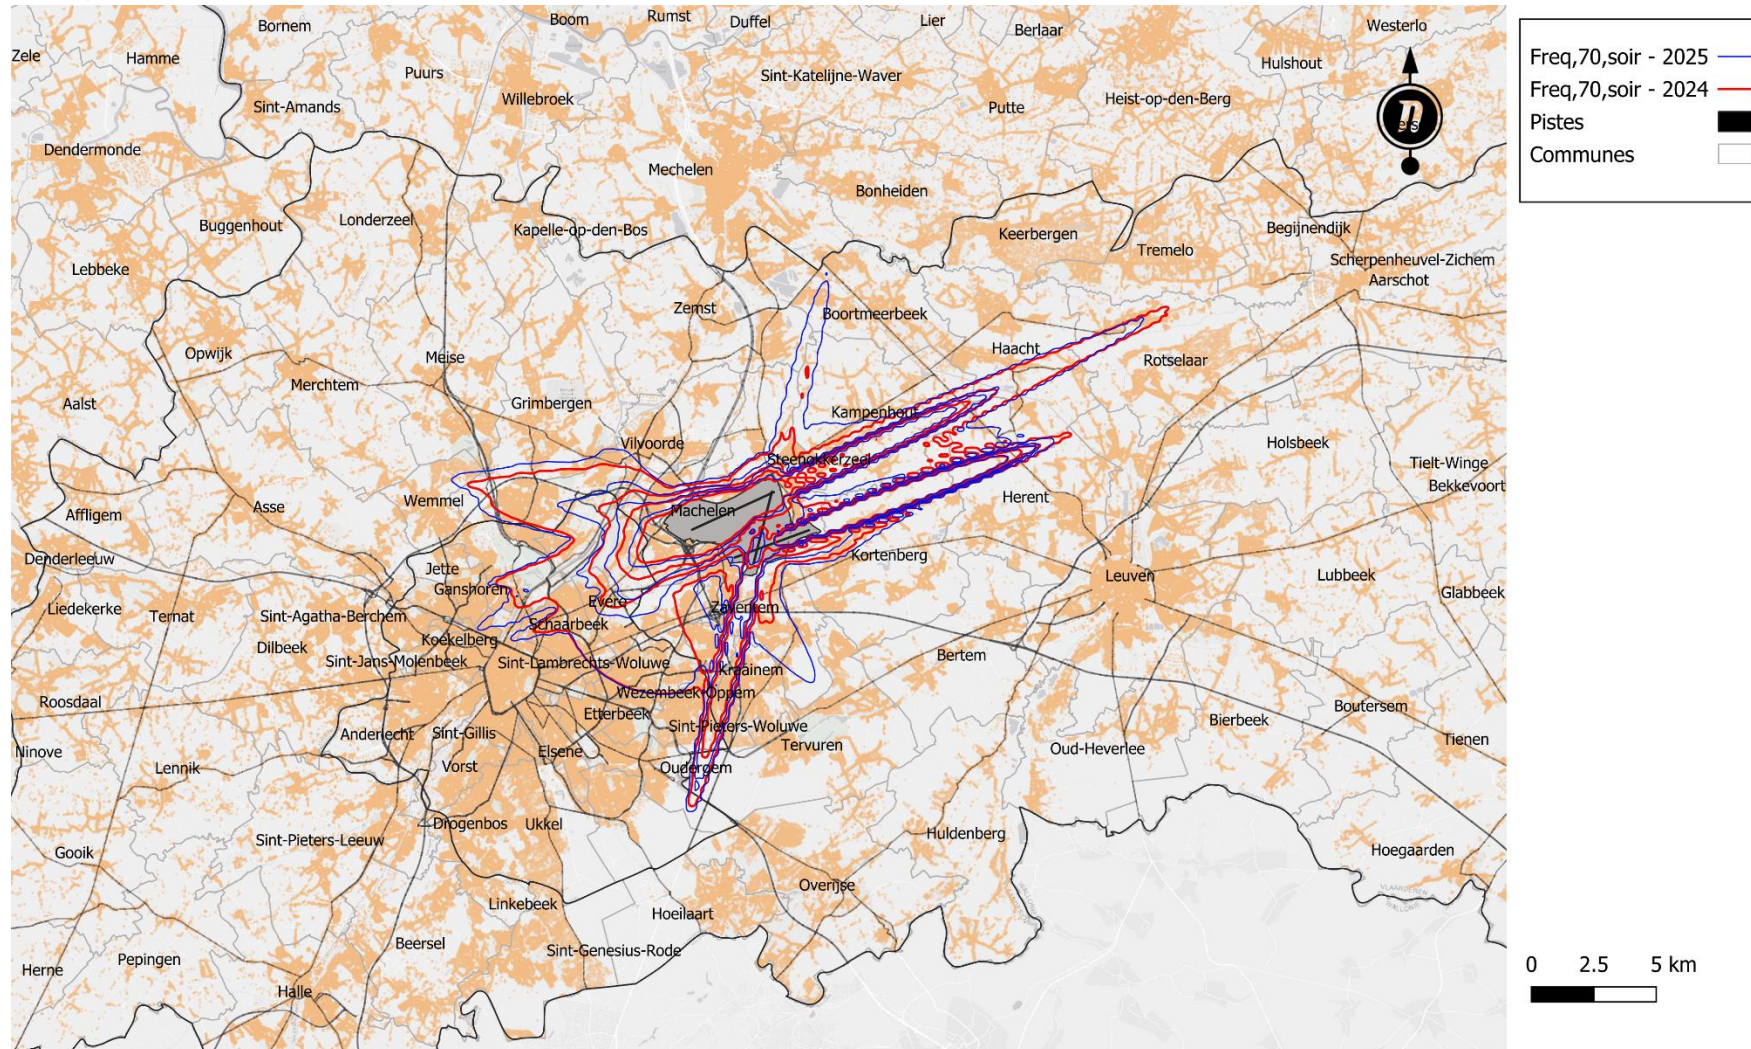 Bornem
Boom
Rumst
Duffel
Lier
Berlaar
Westerlo
Zele
Hamme
Puurs
Sint-Katelijne-Waver
Hulshout
Sint-Amands
Willebroek
Putte
Heist-op-den-Berg
Dendermonde
Mechelen
Bonheiden
Buggenhout
Londerzeel
Kapelle-op-den-Bos
Keerbergen
Begijnendijk
Tremelo
Lebbeke
Scherpenheuvel-Zichem
Aarschot
Zemst
Boortmeerbeek
Opwijk
Meise
Haacht
Rotselaar
Merchtem
Aalst
Grimbergen
Kampenhout
Vilvoorde
Holsbeek
Steenokkerzeel
Tielt-Winge
Bekkevoort
Wemmel
Asse
Affligem
Machelen
Herent
Denderleeuw
Kortenberg
Jette
Ganshoren
Leuven
Lubbeek
Glabbeek
Liedekerke
Ternat
Sint-Agatha-Berchem
Evere
Zaventem
Schaarbeek
Koekelberg
Dilbeek
Sint-Jans-Molenbeek
Sint-Lambrechts-Woluwe
Kraainem
Bertem
Wezembeek-Oppem
Roosdaal
Etterbeek
Sint-Pieters-Woluwe
Bierbeek
Boutersem
Anderlecht
Sint-Gillis
Elsene
Tervuren
Oud-Heverlee
Tienen
Ninove
Lennik
Vorst
Oudergem
Drogenbos
Ukkel
Sint-Pieters-Leeuw
Huldenberg
Gooik
Hoegaarden
Overijse
VLAANDEREN
WALLONIE
Linkebeek
Hoeilaart
Beersel
Sint-Genesius-Rode
Herne
Pepingen
Halle
Freq,70,soir - 2025
Freq,70,soir - 2024
Pistes
Communes
0 2.5 5 km